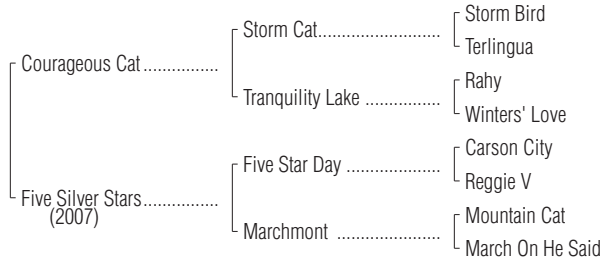 Storm Bird
Storm Cat........................
Terlingua
Courageous Cat ...............
Rahy
Tranquility Lake ...............
Winters' Love
Carson City
Five Star Day ...................
Reggie V
Five Silver Stars ...............
(2007)
Mountain Cat
Marchmont .....................
March On He Said